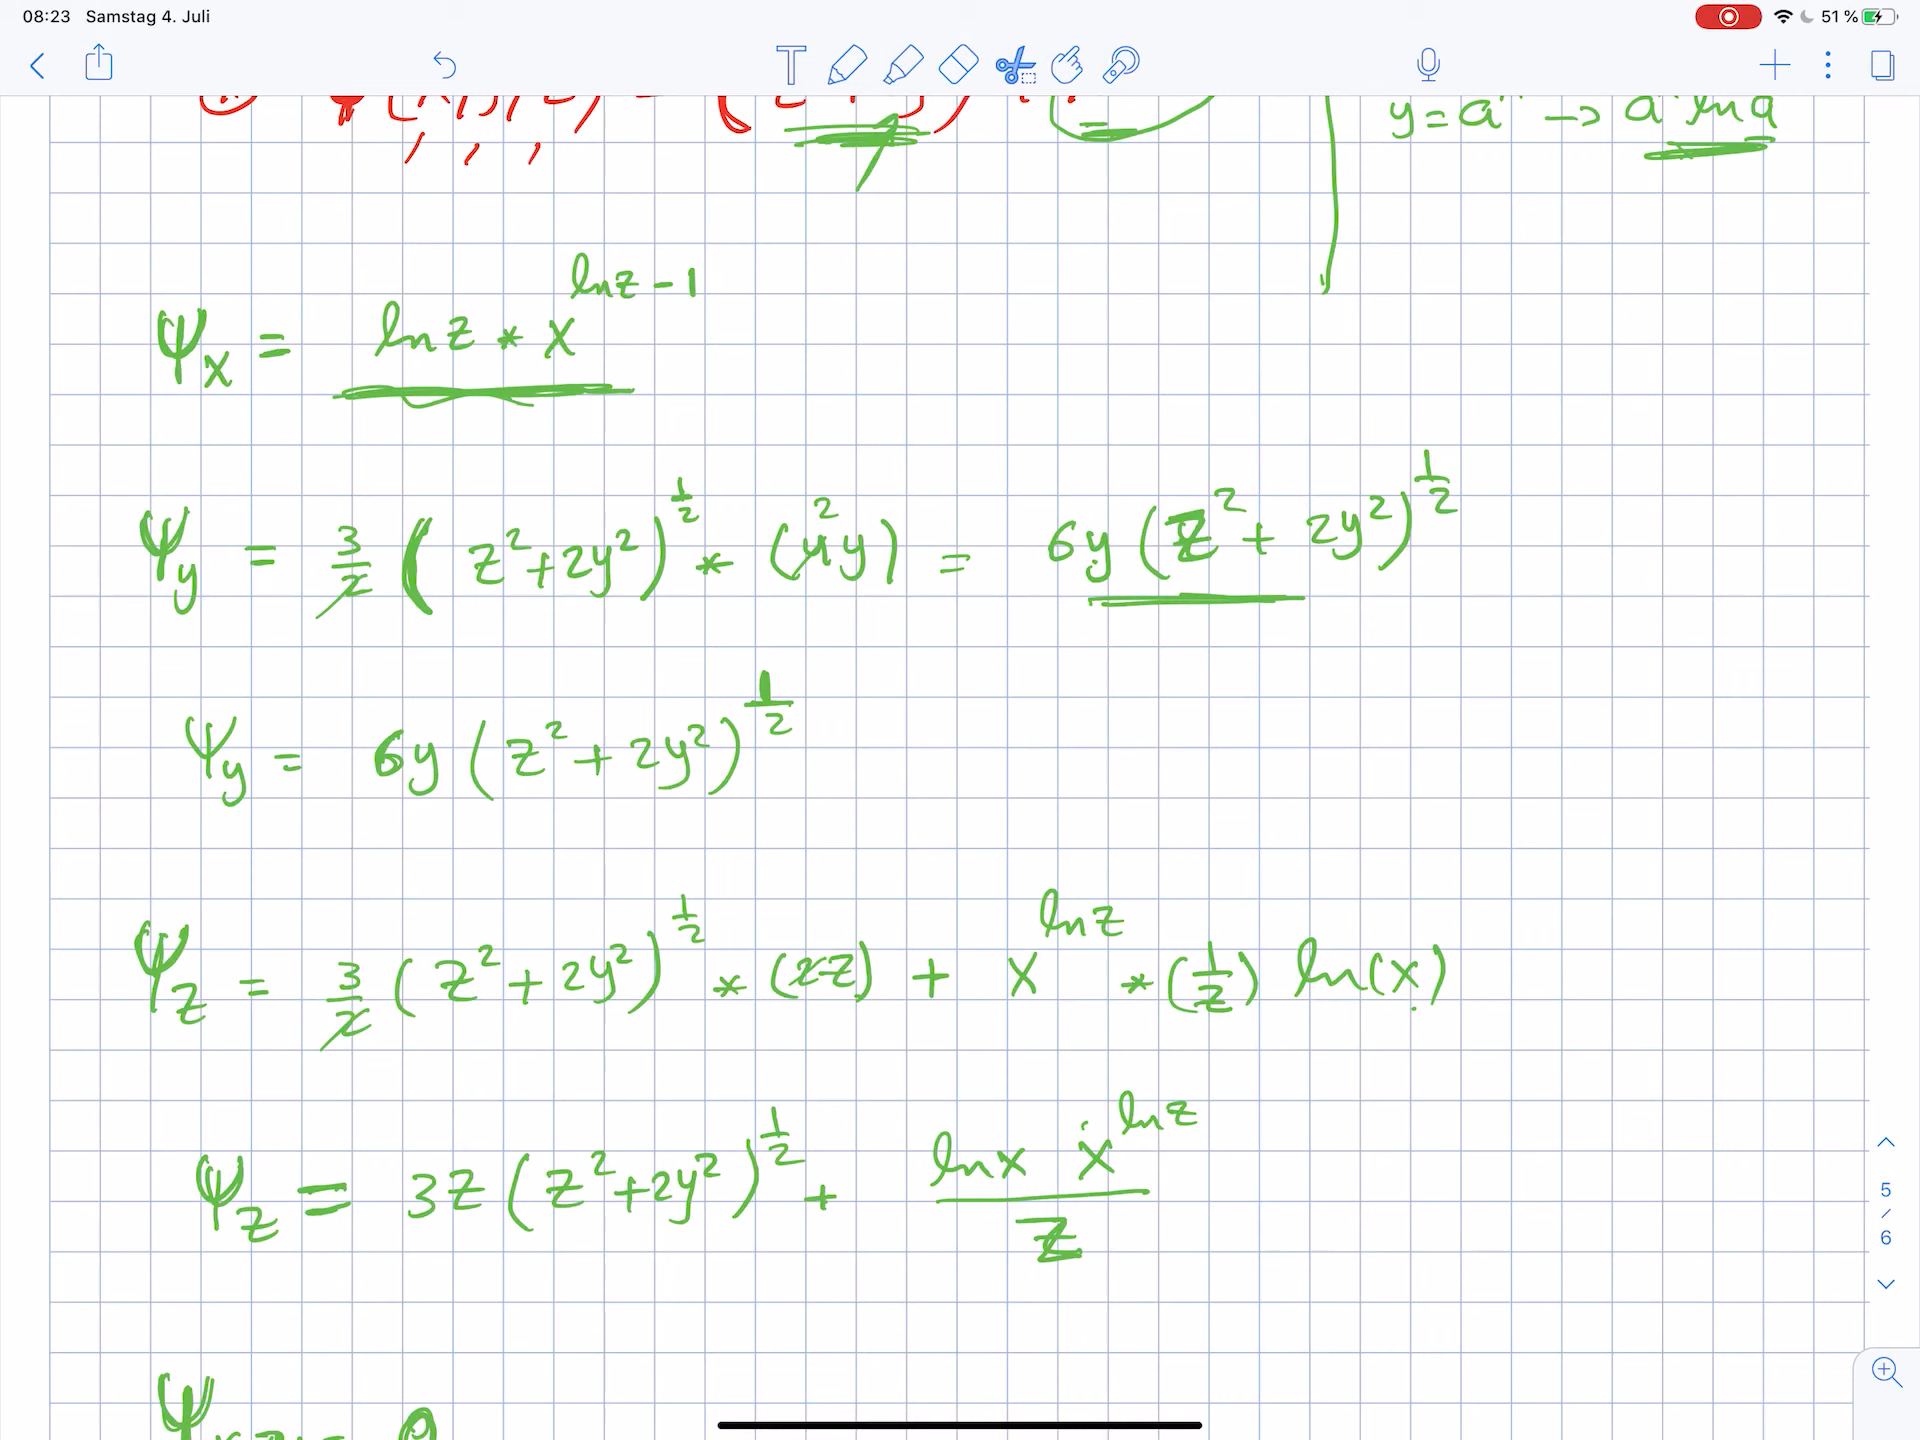 08:23 Samstag 4. Juli 51 %
y = a → a ln a
ψx = ln z * x^(ln z - 1)
ψy = 3/2 (z² + 2y²)^(1/2) * (4y) 2 = 6y (z² + 2y²)^(1/2)
ψy = 6y (z² + 2y²)^(1/2)
ψz = 3/2 (z² + 2y²)^(1/2) * (2z) + x^(ln z) * (1/z) ln(x)
ψz = 3z (z² + 2y²)^(1/2) + (ln x x^(ln z))/z
5
/
6
ψ